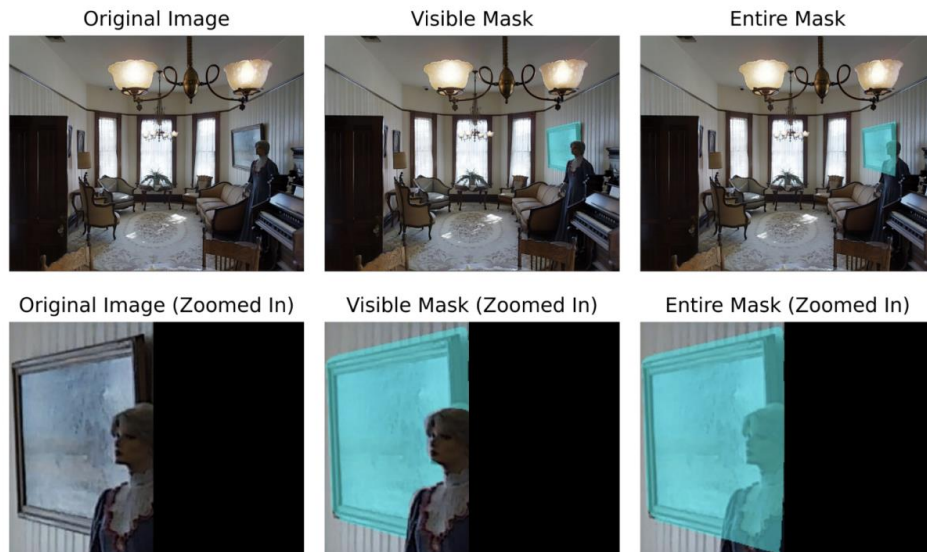 Original Image
Visible Mask
Entire Mask
Original Image (Zoomed In)
Visible Mask (Zoomed In)
Entire Mask (Zoomed In)